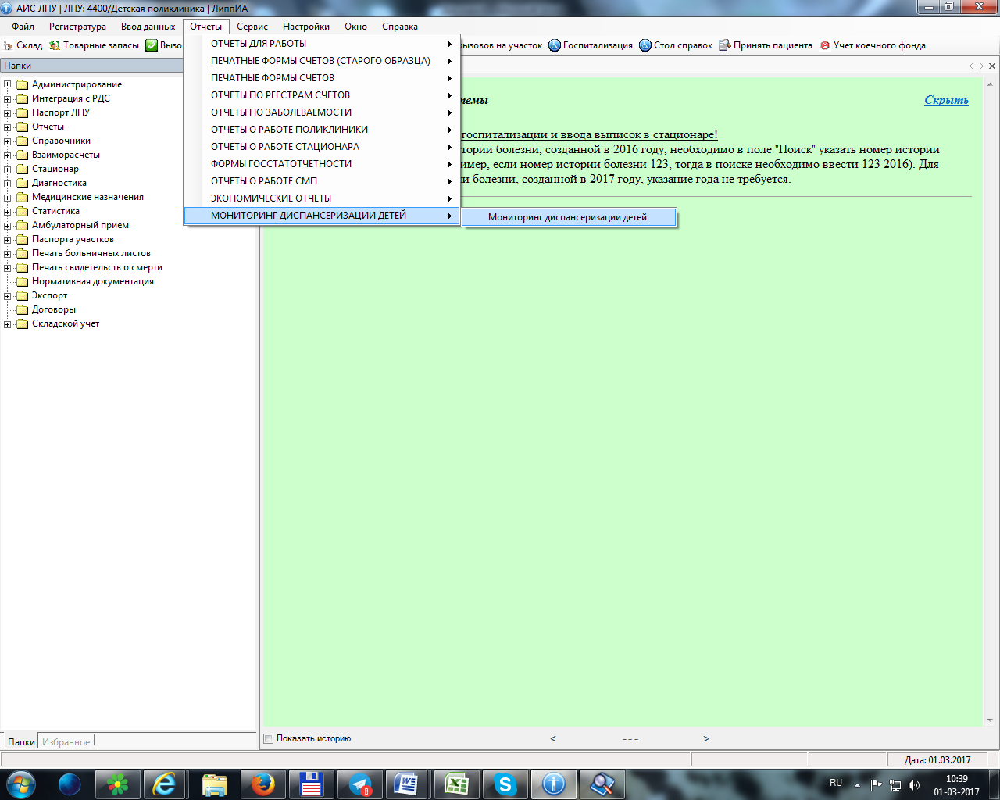 АИС ЛПУ | ЛПУ: 4400/Детская поликлиника | ЛиппИА
Файл Регистратура Ввод данных Отчеты Сервис Настройки Окно Справка
Склад Товарные запасы Вызо вызовов на участок Госпитализация Стол справок Принять пациента Учет коечного фонда
Папки
Администрирование
Интеграция с РДС
Паспорт ЛПУ
Отчеты
Справочники
Взаиморасчеты
Стационар
Диагностика
Медицинские назначения
Статистика
Амбулаторный прием
Паспорта участков
Печать больничных листов
Печать свидетельств о смерти
Нормативная документация
Экспорт
Договоры
Складской учет
Папки Избранное
ОТЧЕТЫ ДЛЯ РАБОТЫ
ПЕЧАТНЫЕ ФОРМЫ СЧЕТОВ (СТАРОГО ОБРАЗЦА)
ПЕЧАТНЫЕ ФОРМЫ СЧЕТОВ
ОТЧЕТЫ ПО РЕЕСТРАМ СЧЕТОВ
ОТЧЕТЫ ПО ЗАБОЛЕВАЕМОСТИ
ОТЧЕТЫ О РАБОТЕ ПОЛИКЛИНИКИ
ОТЧЕТЫ О РАБОТЕ СТАЦИОНАРА
ФОРМЫ ГОССТАТОТЧЕТНОСТИ
ОТЧЕТЫ О РАБОТЕ СМП
ЭКОНОМИЧЕСКИЕ ОТЧЕТЫ
МОНИТОРИНГ ДИСПАНСЕРИЗАЦИИ ДЕТЕЙ
Мониторинг диспансеризации детей
темы Скрыть
госпитализации и ввода выписок в стационаре!
тории болезни, созданной в 2016 году, необходимо в поле "Поиск" указать номер истории
имер, если номер истории болезни 123, тогда в поиске необходимо ввести 123 2016). Для
и болезни, созданной в 2017 году, указание года не требуется.
Показать историю < --- >
Дата: 01.03.2017
8
RU
10:39
01-03-2017